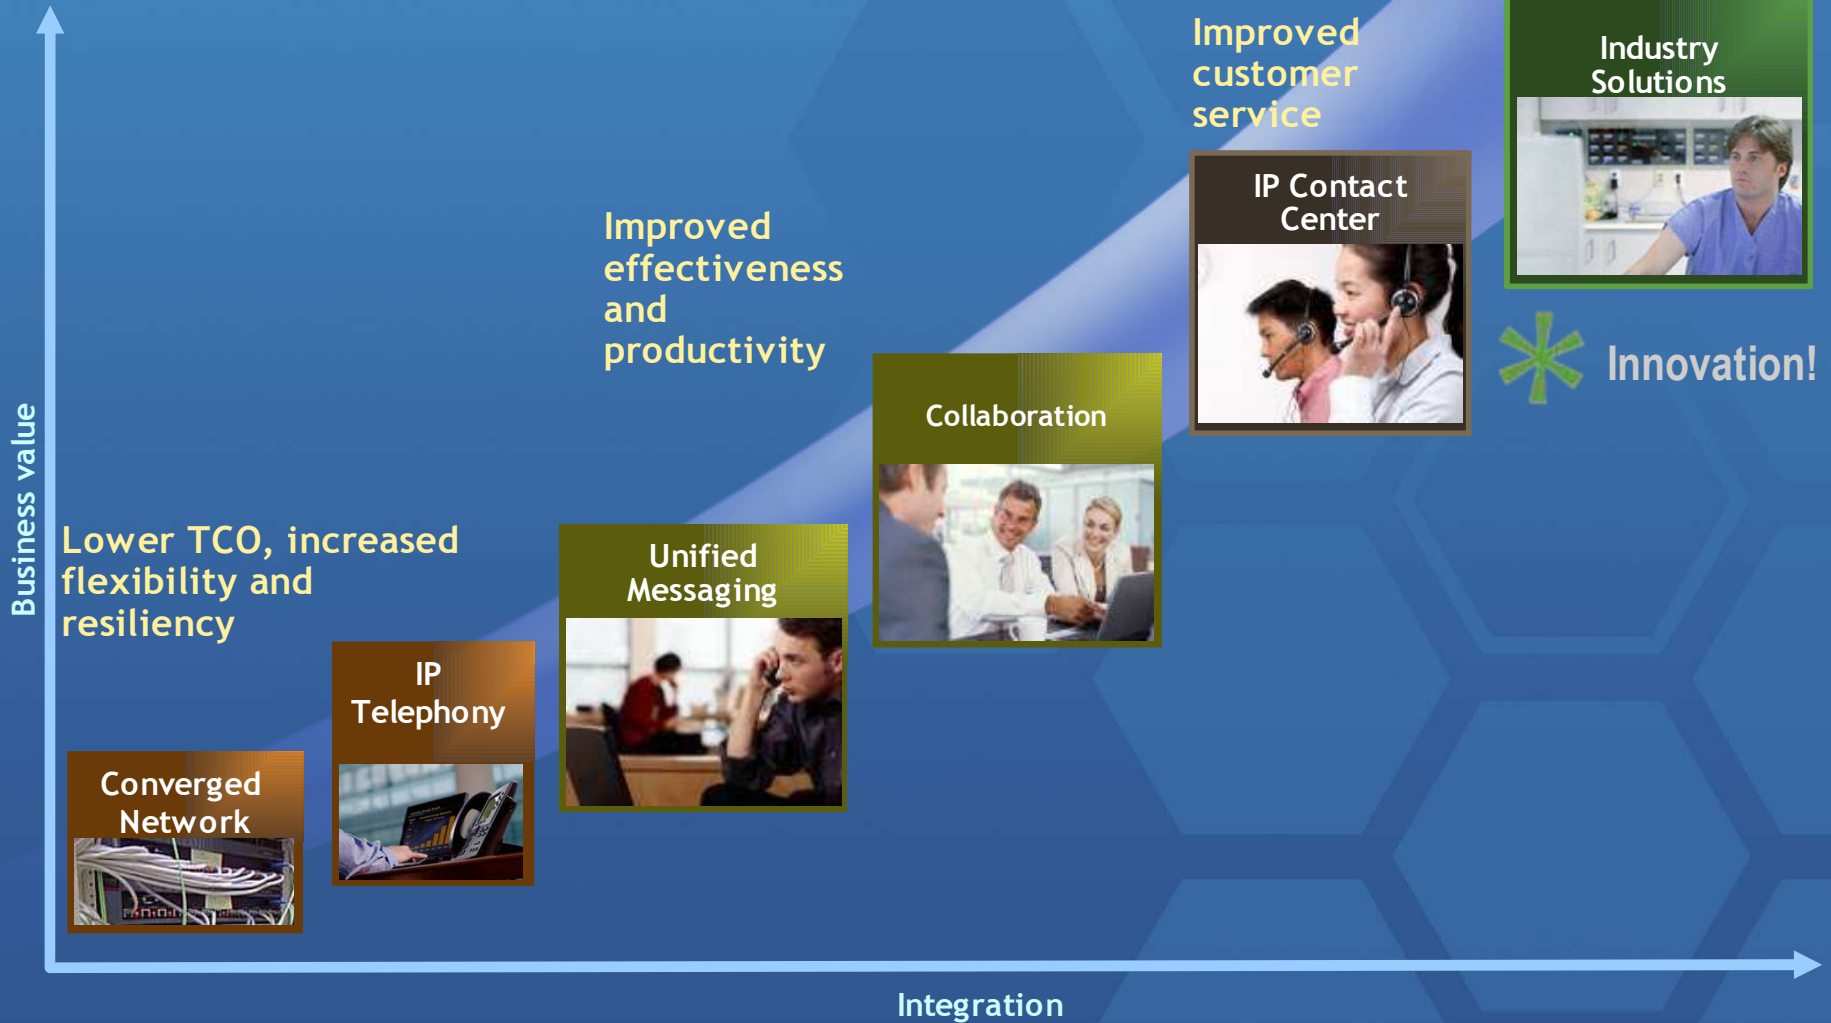 Improved
customer
service
Industry
Solutions
IP Contact
Center
Improved
effectiveness
and
productivity
Innovation!
Collaboration
Business value
Lower TCO, increased
flexibility and
resiliency
Unified
Messaging
IP
Telephony
Converged
Network
Integration